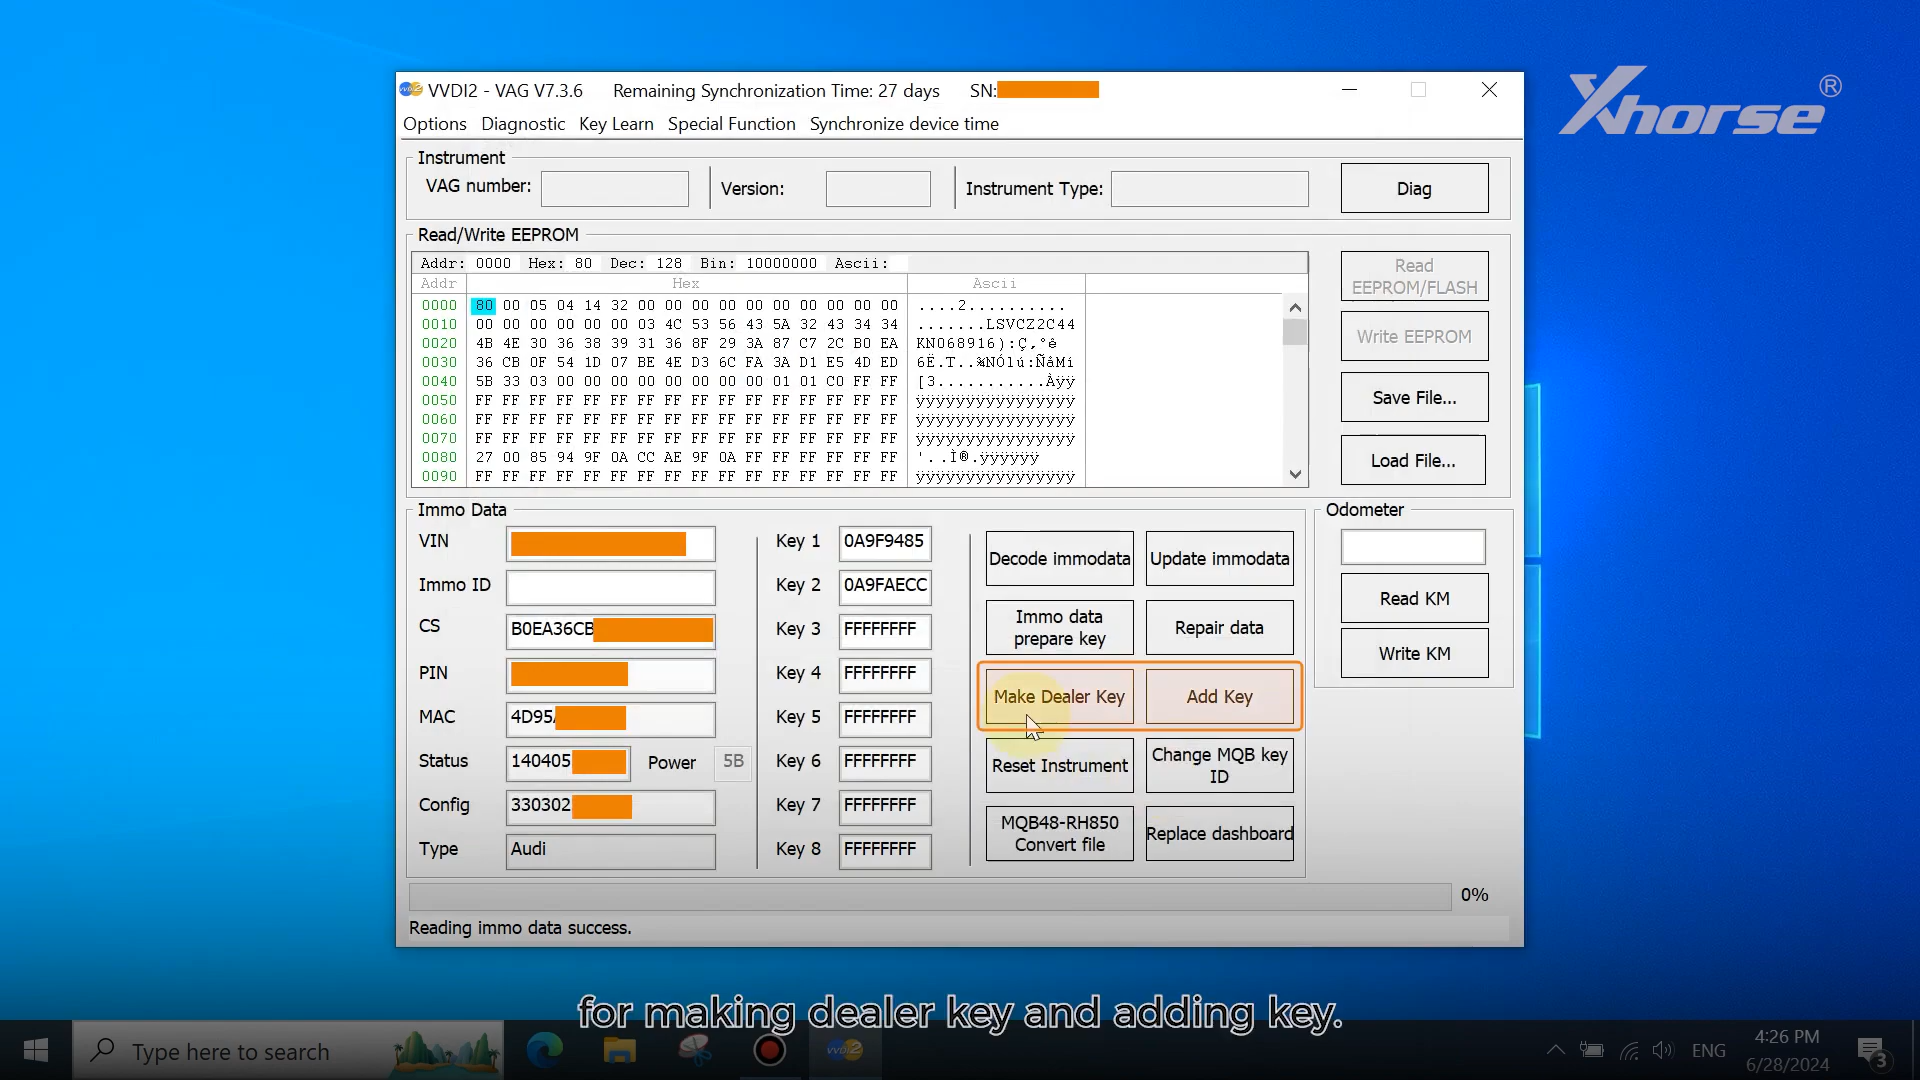 Xhorse®
VVDI2 - VAG V7.3.6 Remaining Synchronization Time: 27 days SN:
Options Diagnostic Key Learn Special Function Synchronize device time
Instrument
VAG number: Version: Instrument Type: Diag
Read/Write EEPROM
Addr: 0000 Hex: 80 Dec: 128 Bin: 10000000 Ascii:
Addr Hex Ascii
0000 80 00 05 04 14 32 00 00 00 00 00 00 00 00 00 00 ....2..........
0010 00 00 00 00 00 00 03 4C 53 56 43 5A 32 43 34 34 .......LSVCZ2C44
0020 4B 4E 30 36 38 39 31 36 8F 29 3A 87 C7 2C B0 EA KN068916):Ç,°ê
0030 36 CB 0F 54 1D 07 BE 4E D3 6C FA 3A D1 E5 4D ED 6Ë.T..¾NÓlú:ÑåMí
0040 5B 33 03 00 00 00 00 00 00 00 00 01 01 C0 FF FF [3...........Àÿÿ
0050 FF FF FF FF FF FF FF FF FF FF FF FF FF FF FF FF ÿÿÿÿÿÿÿÿÿÿÿÿÿÿÿÿ
0060 FF FF FF FF FF FF FF FF FF FF FF FF FF FF FF FF ÿÿÿÿÿÿÿÿÿÿÿÿÿÿÿÿ
0070 FF FF FF FF FF FF FF FF FF FF FF FF FF FF FF FF ÿÿÿÿÿÿÿÿÿÿÿÿÿÿÿÿ
0080 27 00 85 94 9F 0A CC AE 9F 0A FF FF FF FF FF FF '..Ì®.ÿÿÿÿÿÿ
0090 FF FF FF FF FF FF FF FF FF FF FF FF FF FF FF FF ÿÿÿÿÿÿÿÿÿÿÿÿÿÿÿÿ
Read
EEPROM/FLASH
Write EEPROM
Save File...
Load File...
Immo Data
VIN
Immo ID
CS B0EA36CB
PIN
MAC 4D95
Status 140405 Power 5B
Config 330302
Type Audi
Key 1 0A9F9485
Key 2 0A9FAECC
Key 3 FFFFFFFF
Key 4 FFFFFFFF
Key 5 FFFFFFFF
Key 6 FFFFFFFF
Key 7 FFFFFFFF
Key 8 FFFFFFFF
Decode immodata Update immodata
Immo data
prepare key
Repair data
Make Dealer Key Add Key
Reset Instrument
Change MQB key
ID
MQB48-RH850
Convert file
Replace dashboard
Odometer
Read KM
Write KM
0%
Reading immo data success.
for making dealer key and adding key.
Type here to search
VVDI2
ENG
4:26 PM
6/28/2024
3